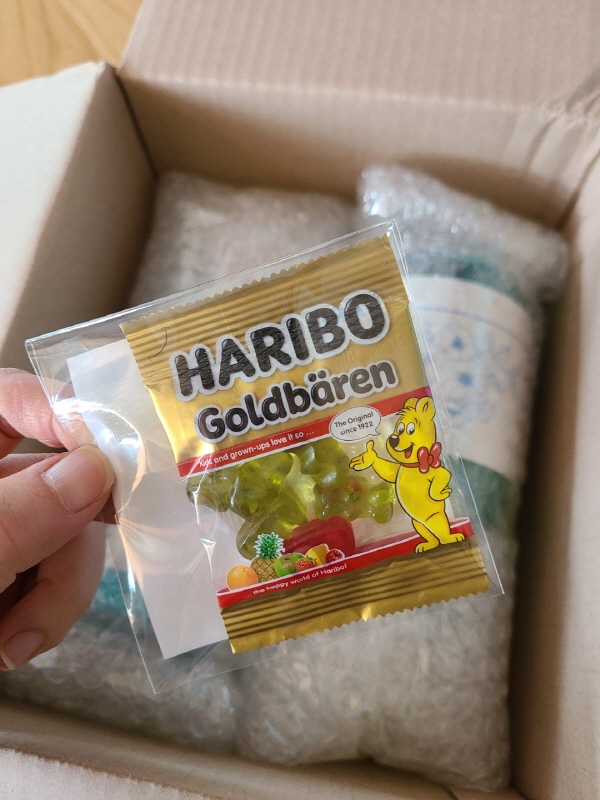 HARIBO
Goldbären
The Original
since 1922
Kids and grown-ups love it so ...
... the happy world of Haribo!